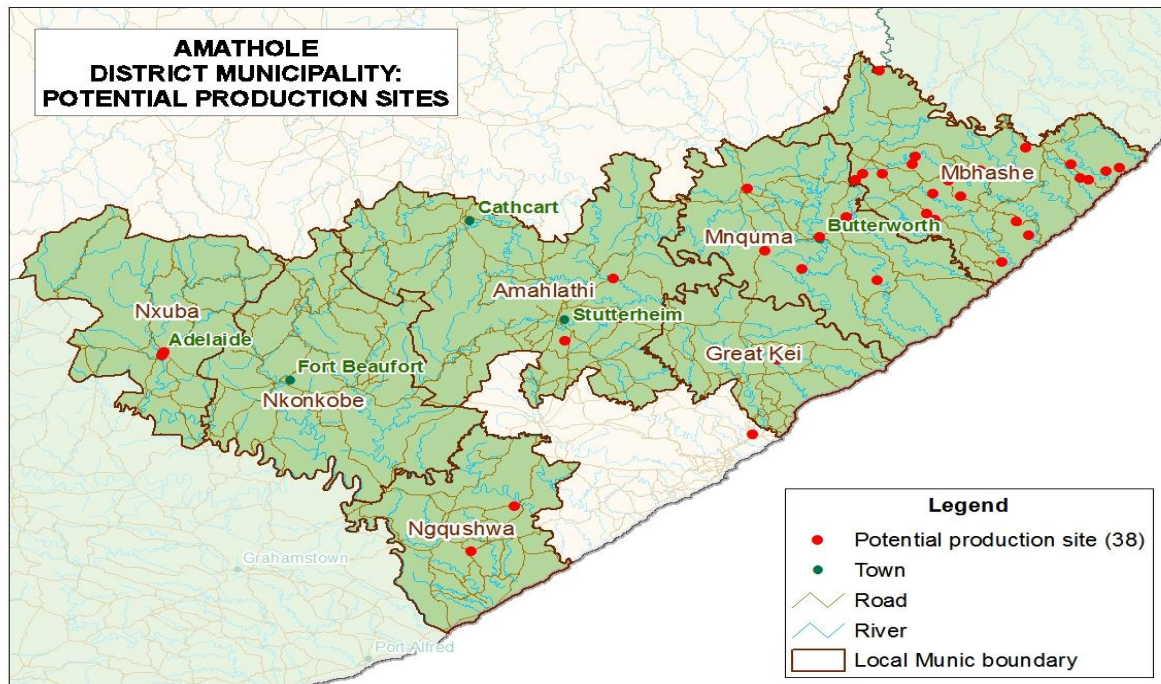 AMATHOLE
DISTRICT MUNICIPALITY:
POTENTIAL PRODUCTION SITES
Mbhashe
Cathcart
Butterworth
Mnquma
Amahlathi
Nxuba
Stutterheim
Adelaide
Great Kei
Fort Beaufort
Nkonkobe
Ngqushwa
Grahamstown
Port Alfred
Legend
Potential production site (38)
Town
Road
River
Local Munic boundary